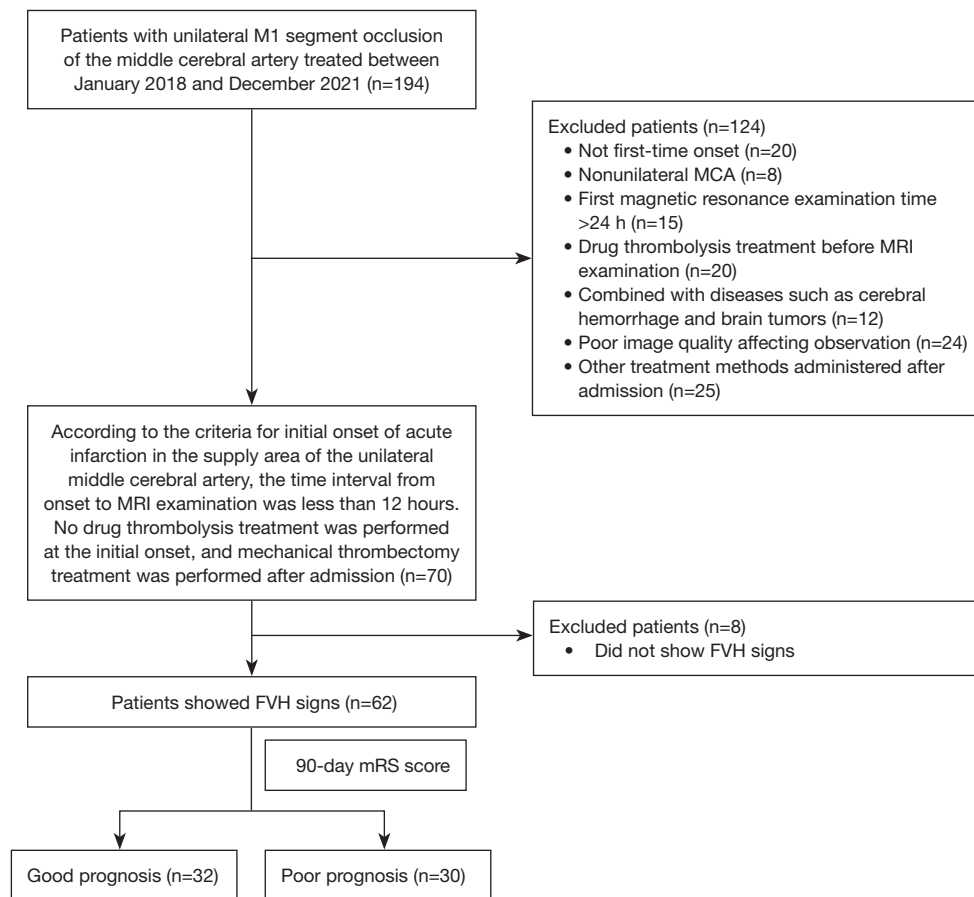 Patients with unilateral M1 segment occlusion
of the middle cerebral artery treated between
January 2018 and December 2021 (n=194)
Excluded patients (n=124)
• Not first-time onset (n=20)
• Nonunilateral MCA (n=8)
• First magnetic resonance examination time
>24 h (n=15)
• Drug thrombolysis treatment before MRI
examination (n=20)
• Combined with diseases such as cerebral
hemorrhage and brain tumors (n=12)
• Poor image quality affecting observation (n=24)
• Other treatment methods administered after
admission (n=25)
According to the criteria for initial onset of acute
infarction in the supply area of the unilateral
middle cerebral artery, the time interval from
onset to MRI examination was less than 12 hours.
No drug thrombolysis treatment was performed
at the initial onset, and mechanical thrombectomy
treatment was performed after admission (n=70)
Excluded patients (n=8)
• Did not show FVH signs
Patients showed FVH signs (n=62)
90-day mRS score
Good prognosis (n=32)
Poor prognosis (n=30)